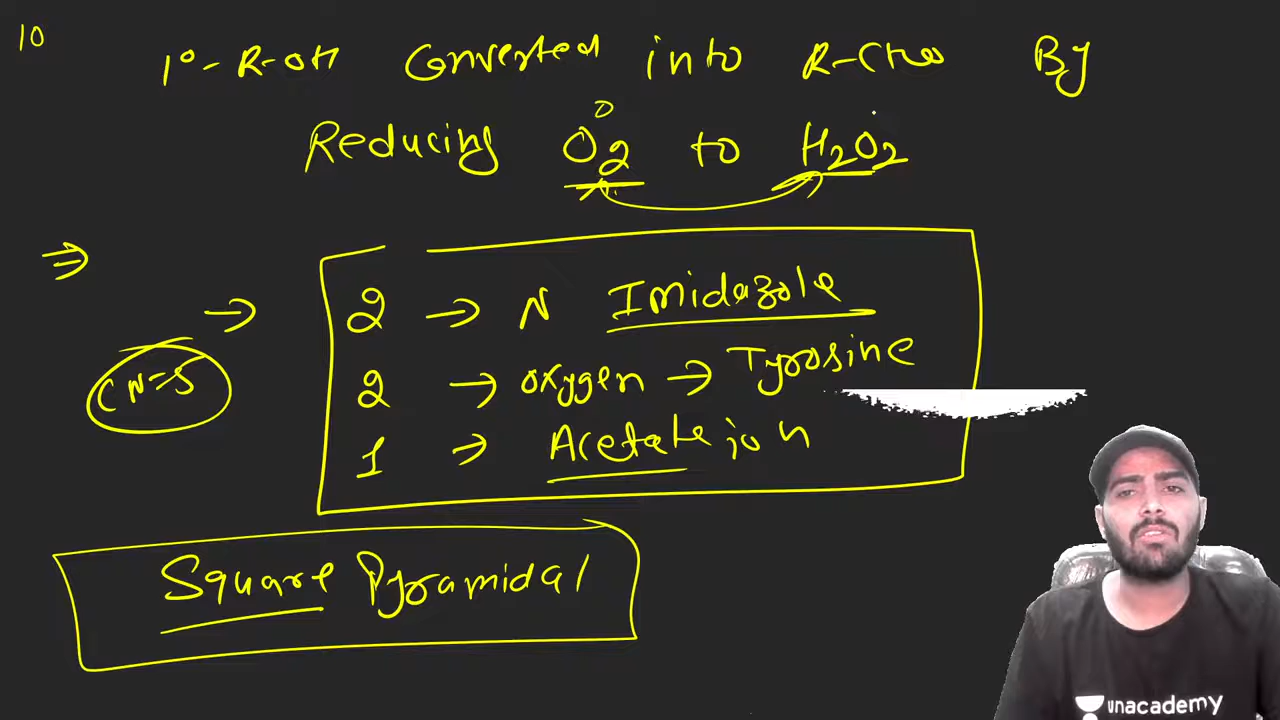 10
1°- R-OH Converted into R-CHO By
Reducing O2 to H2O2
0
⇒
→ 2 → N Imidazole
CN=5
2 → oxygen → Tyrosine
1 → Acetate ion
Square Pyramidal
unacademy